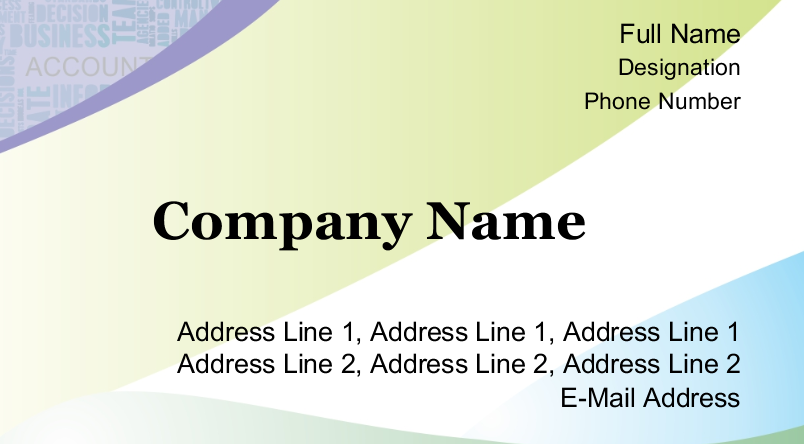 DECISION
BUSINESS
TEAM
ACCOUNT
Full Name
Designation
Phone Number
Company Name
Address Line 1, Address Line 1, Address Line 1
Address Line 2, Address Line 2, Address Line 2
E-Mail Address